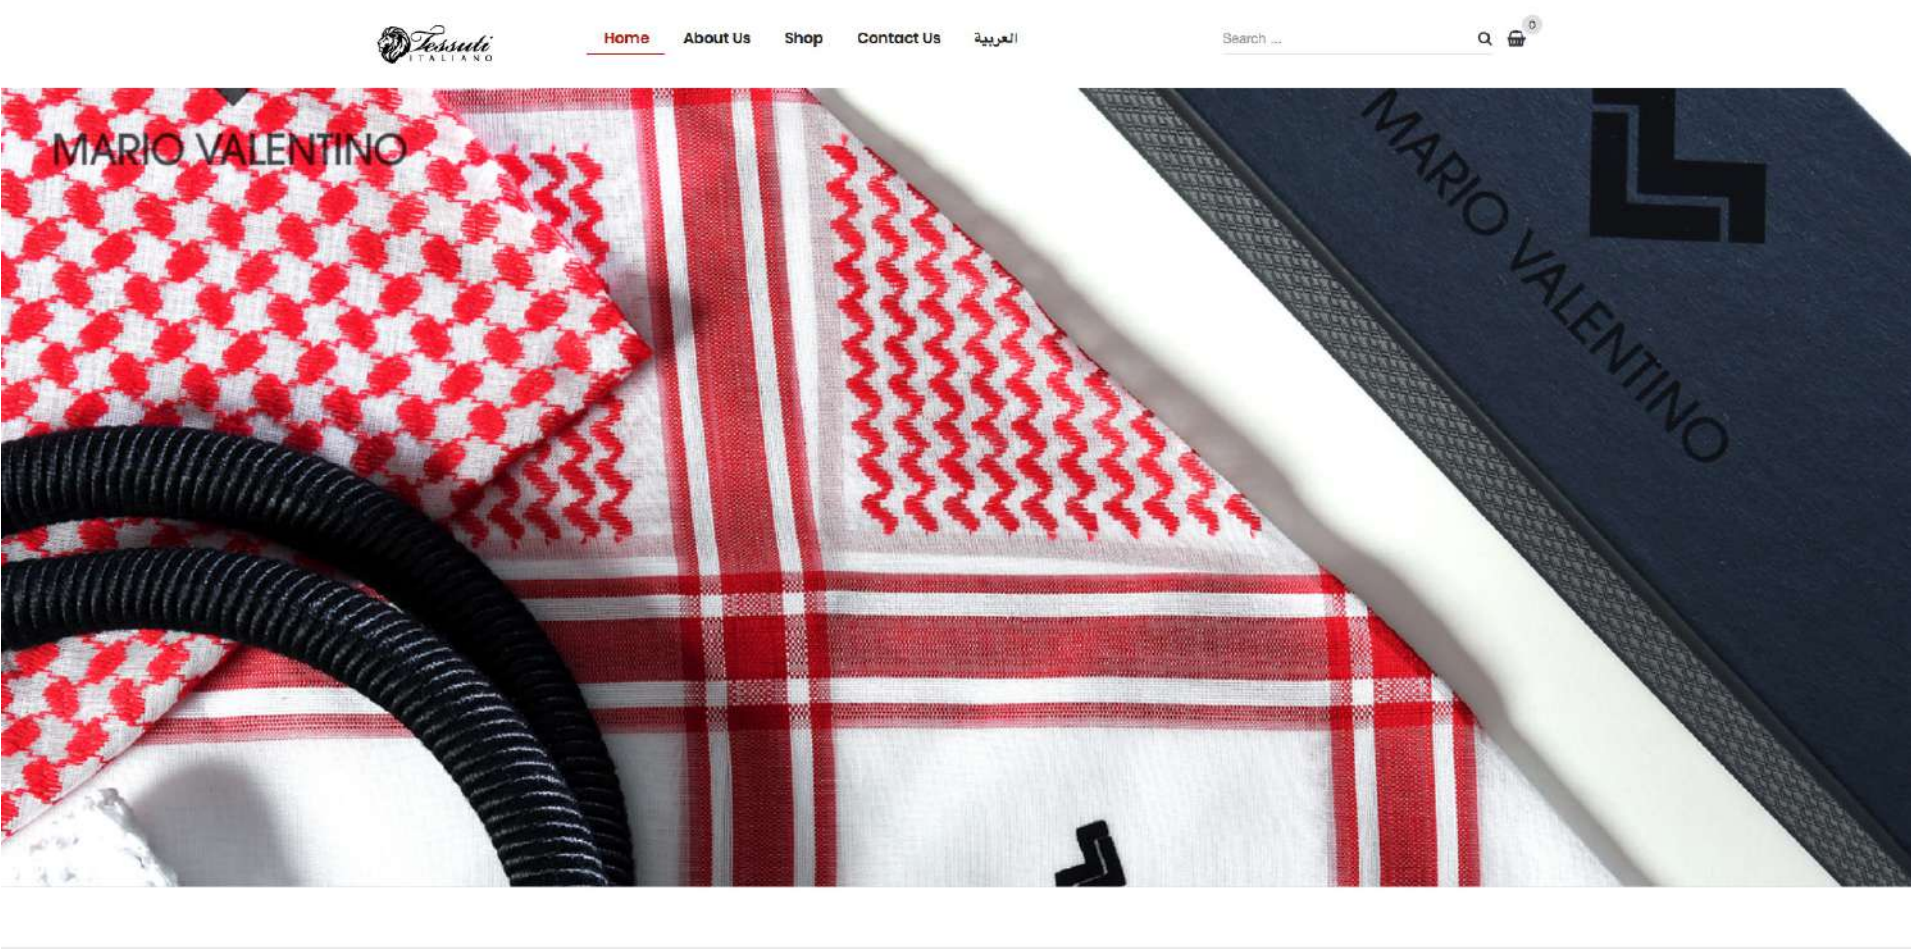 Tessuti
ITALIANO
Home
About Us
Shop
Contact Us
العربية
Search ...
0
MARIO VALENTINO
MARIO VALENTINO